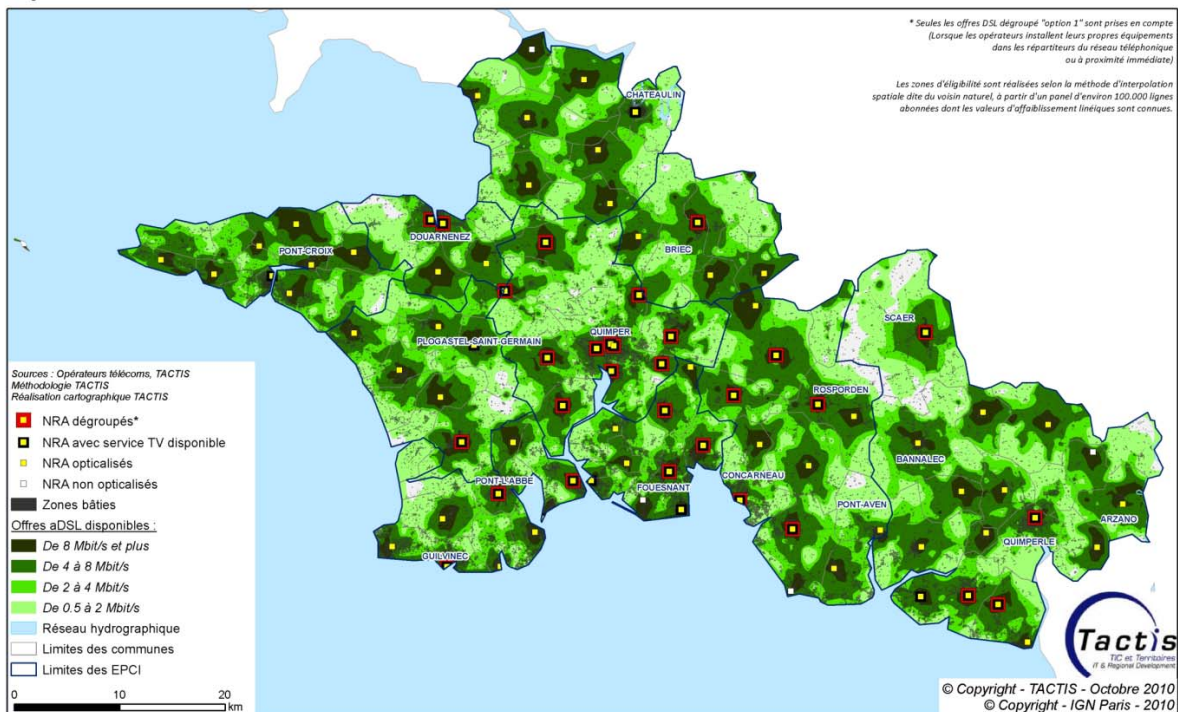 * Seules les offres DSL dégroupé "option 1" sont prises en compte
(Lorsque les opérateurs installent leurs propres équipements
dans les répartiteurs du réseau téléphonique
ou à proximité immédiate)
Les zones d'éligibilité sont réalisées selon la méthode d'interpolation
spatiale dite du voisin naturel, à partir d'un panel d'environ 100.000 lignes
abonnées dont les valeurs d'affaiblissement linéiques sont connues.
CHATEAULIN
DOUARNENEZ
PONT-CROIX
BRIEC
SCAER
QUIMPER
PLOGASTEL-SAINT-GERMAIN
ROSPORDEN
BANNALEC
CONCARNEAU
PONT-L'ABBE
FOUESNANT
PONT-AVEN
ARZANO
QUIMPERLE
GUILVINEC
Sources : Opérateurs télécoms, TACTIS
Méthodologie TACTIS
Réalisation cartographique TACTIS
NRA dégroupés*
NRA avec service TV disponible
NRA opticalisés
NRA non opticalisés
Zones bâties
Offres aDSL disponibles :
De 8 Mbit/s et plus
De 4 à 8 Mbit/s
De 2 à 4 Mbit/s
De 0.5 à 2 Mbit/s
Réseau hydrographique
Limites des communes
Limites des EPCI
0 10 20
km
Tactis
TIC et Territoires
IT & Regional Development
© Copyright - TACTIS - Octobre 2010
© Copyright - IGN Paris - 2010